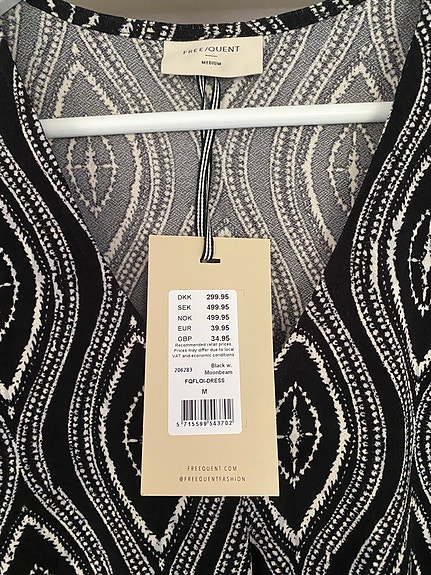 FREE/QUENT
MEDIUM
DKK 299.95
SEK 499.95
NOK 499.95
EUR 39.95
GBP 34.95
Recommended retail prices.
Prices may differ due to local
VAT and economic conditions
206283 Black w.
Moonbeam
FQFLOI-DRESS
M
5 715599 543702
FREEQUENT.COM
@FREEQUENTFASHION